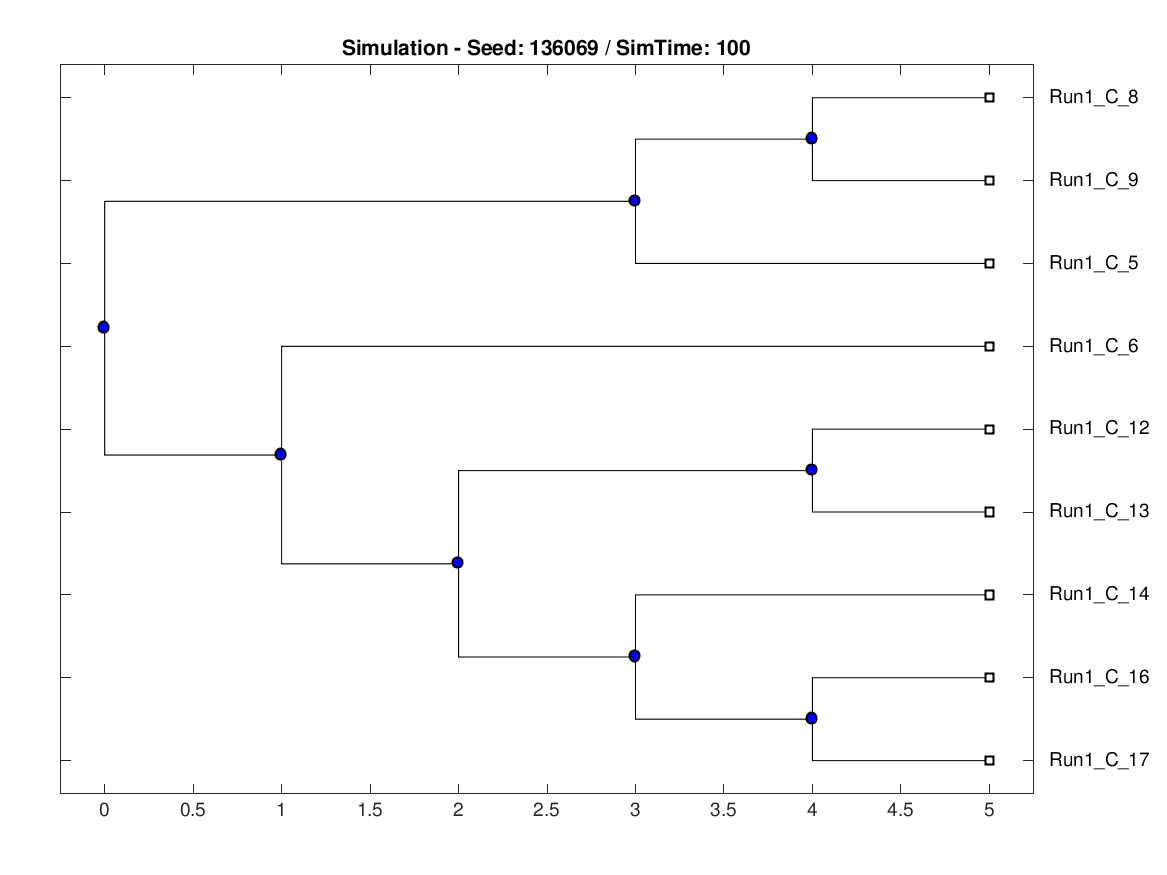 Simulation - Seed: 136069 / SimTime: 100
Run1_C_8
Run1_C_9
Run1_C_5
Run1_C_6
Run1_C_12
Run1_C_13
Run1_C_14
Run1_C_16
Run1_C_17
0 0.5 1 1.5 2 2.5 3 3.5 4 4.5 5